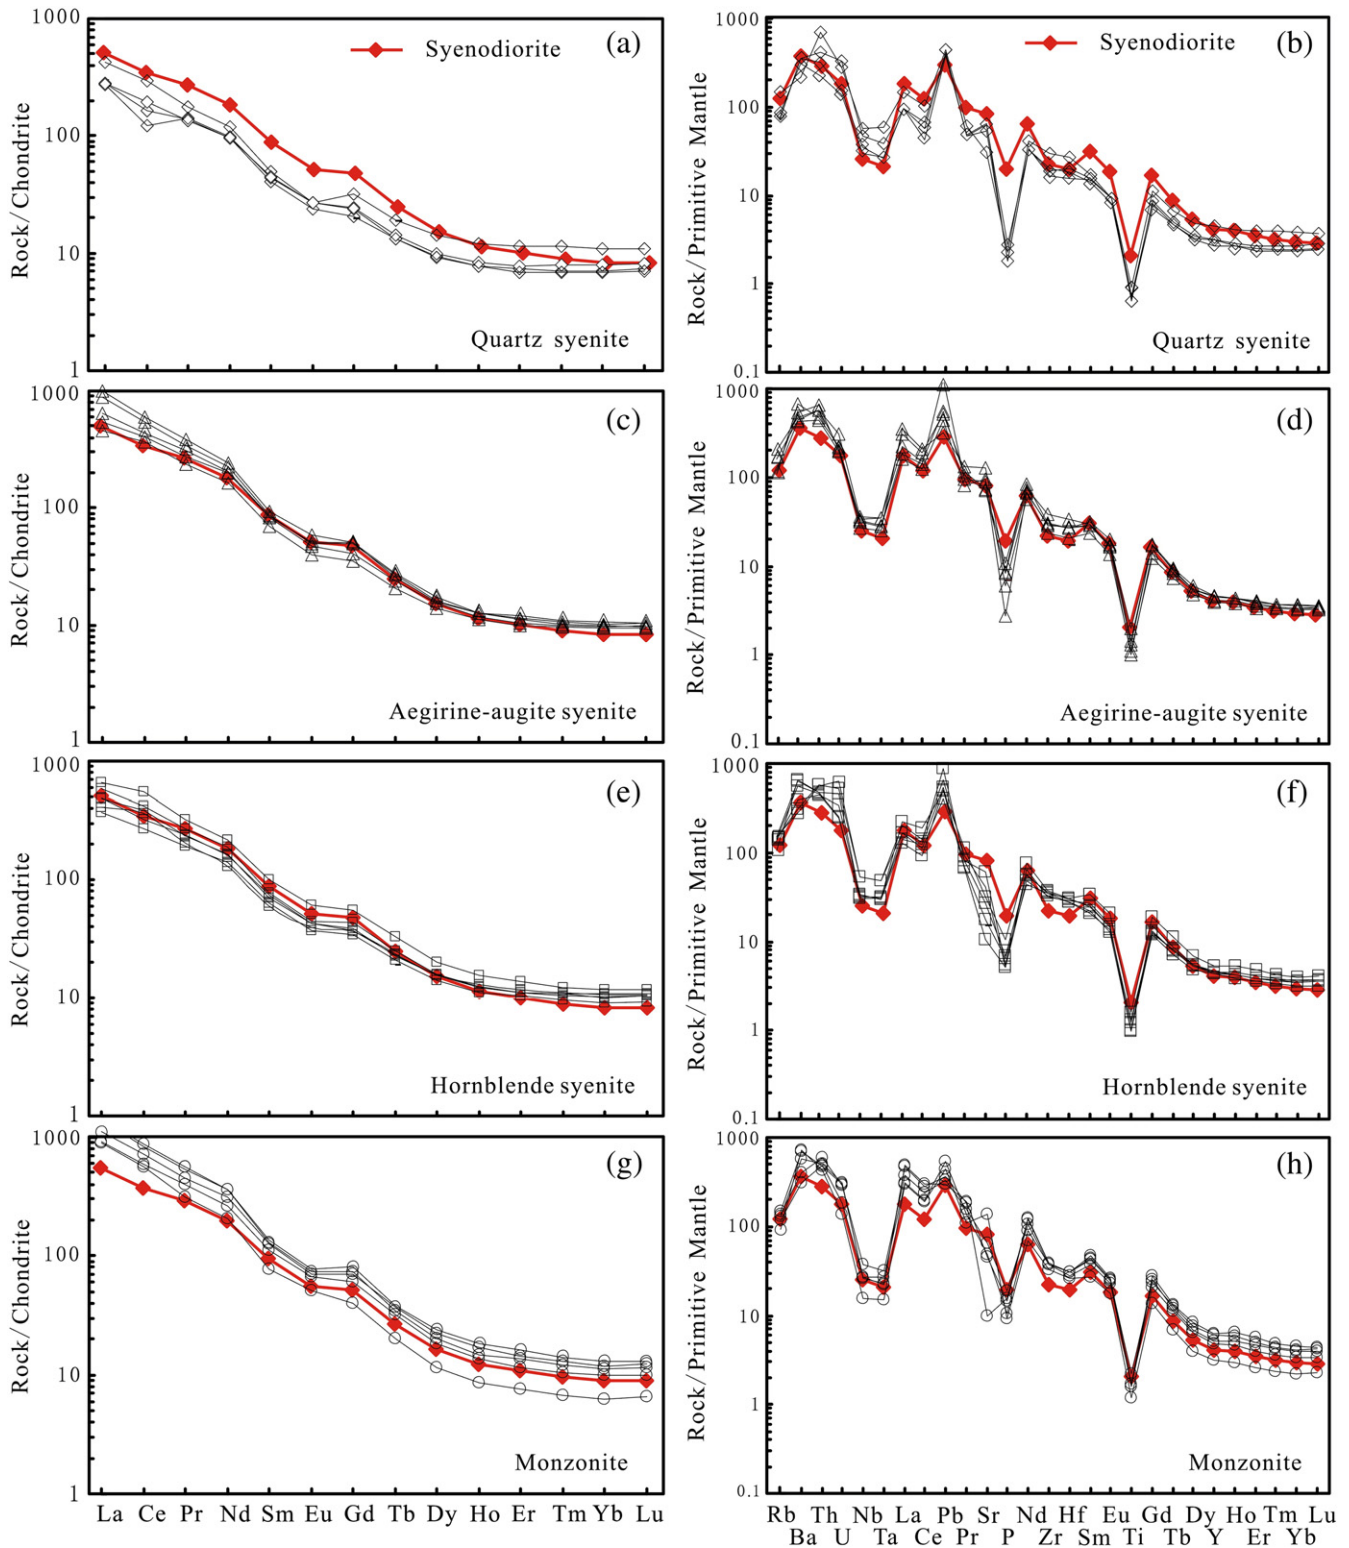 1000
100
10
1
Rock/Chondrite
Syenodiorite
(a)
Quartz syenite
1000
100
10
1
0.1
Rock/Primitive Mantle
Syenodiorite
(b)
Quartz syenite
1000
100
10
1
Rock/Chondrite
(c)
Aegirine-augite syenite
1000
100
10
1
0.1
Rock/Primitive Mantle
(d)
Aegirine-augite syenite
1000
100
10
1
Rock/Chondrite
(e)
Hornblende syenite
1000
100
10
1
0.1
Rock/Primitive Mantle
(f)
Hornblende syenite
1000
100
10
1
Rock/Chondrite
(g)
Monzonite
La Ce Pr Nd Sm Eu Gd Tb Dy Ho Er Tm Yb Lu
1000
100
10
1
0.1
Rock/Primitive Mantle
(h)
Monzonite
Rb Th Nb La Pb Sr Nd Hf Eu Gd Dy Ho Tm Lu
Ba U Ta Ce Pr P Zr Sm Ti Tb Y Er Yb